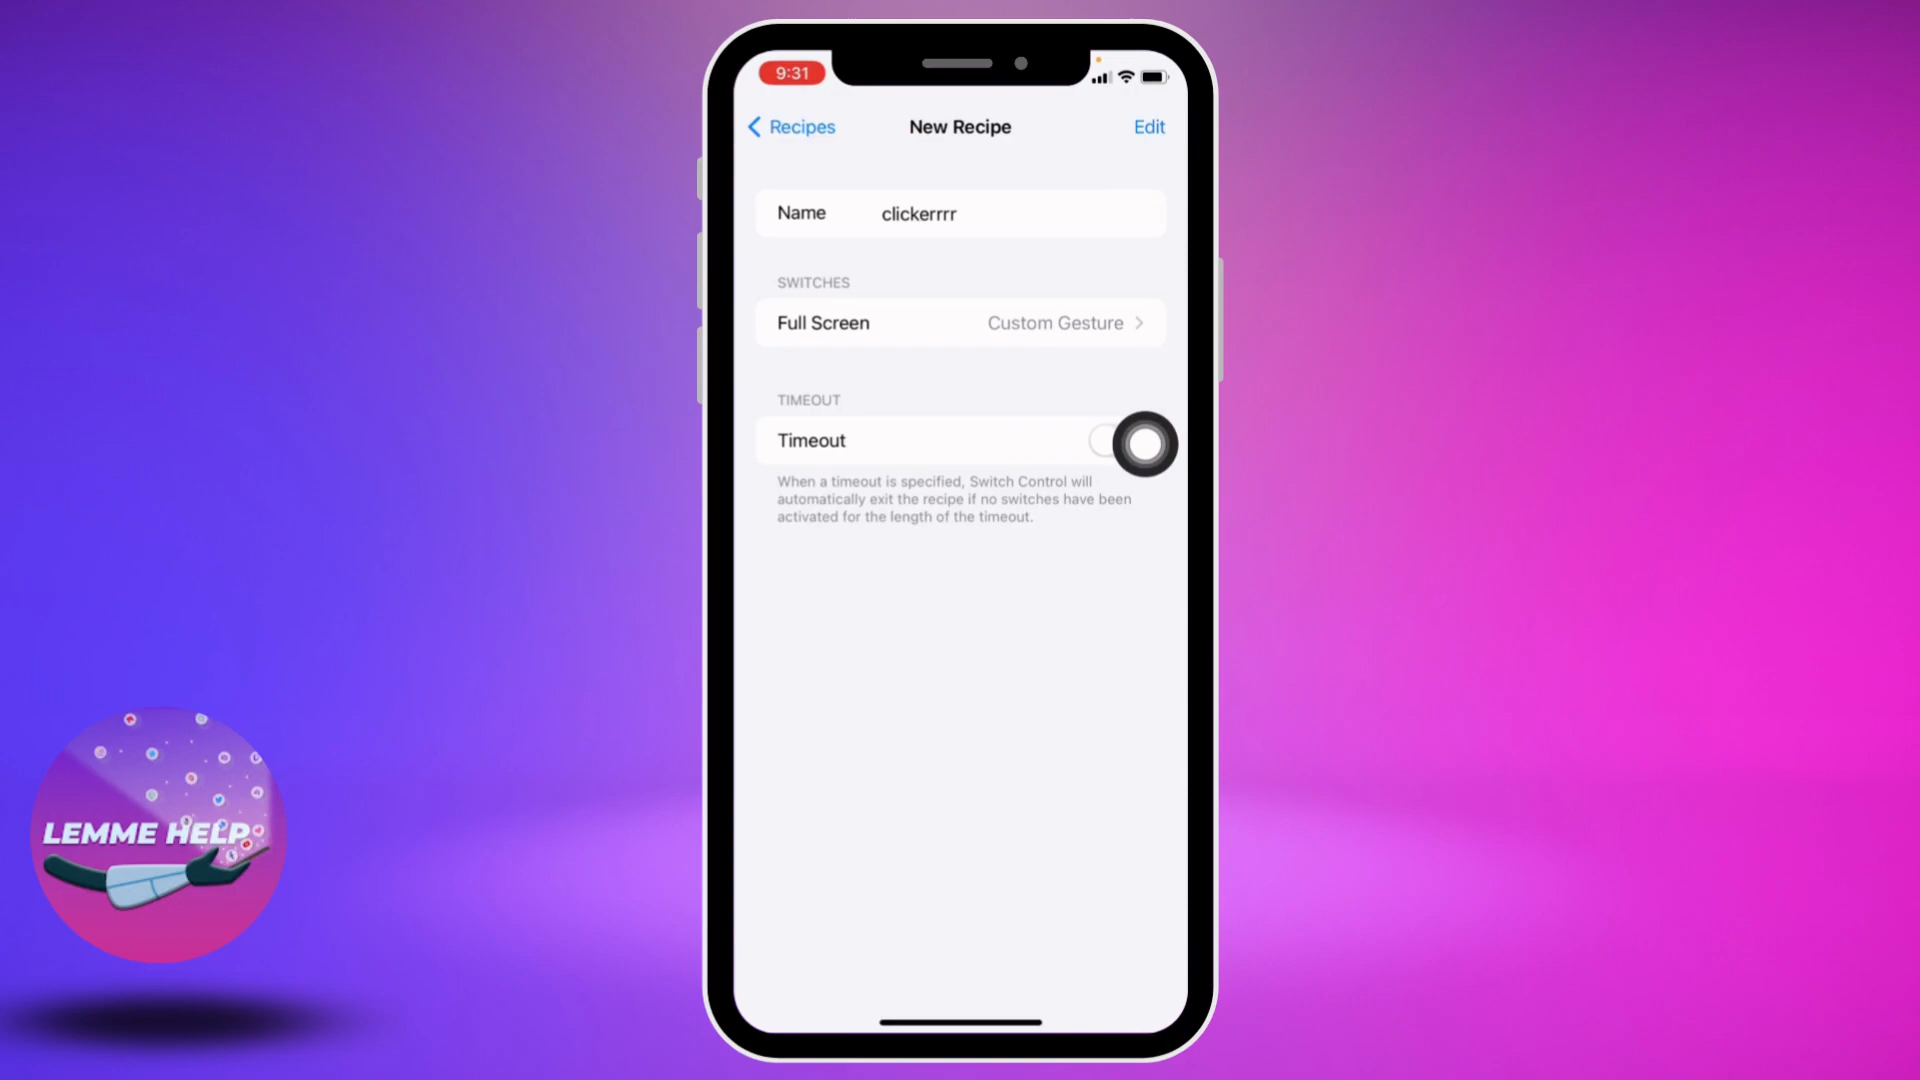 9:31
Recipes
New Recipe
Edit
Name
clickerrrr
SWITCHES
Full Screen
Custom Gesture
TIMEOUT
Timeout
When a timeout is specified, Switch Control will
automatically exit the recipe if no switches have been
activated for the length of the timeout.
LEMME HELP